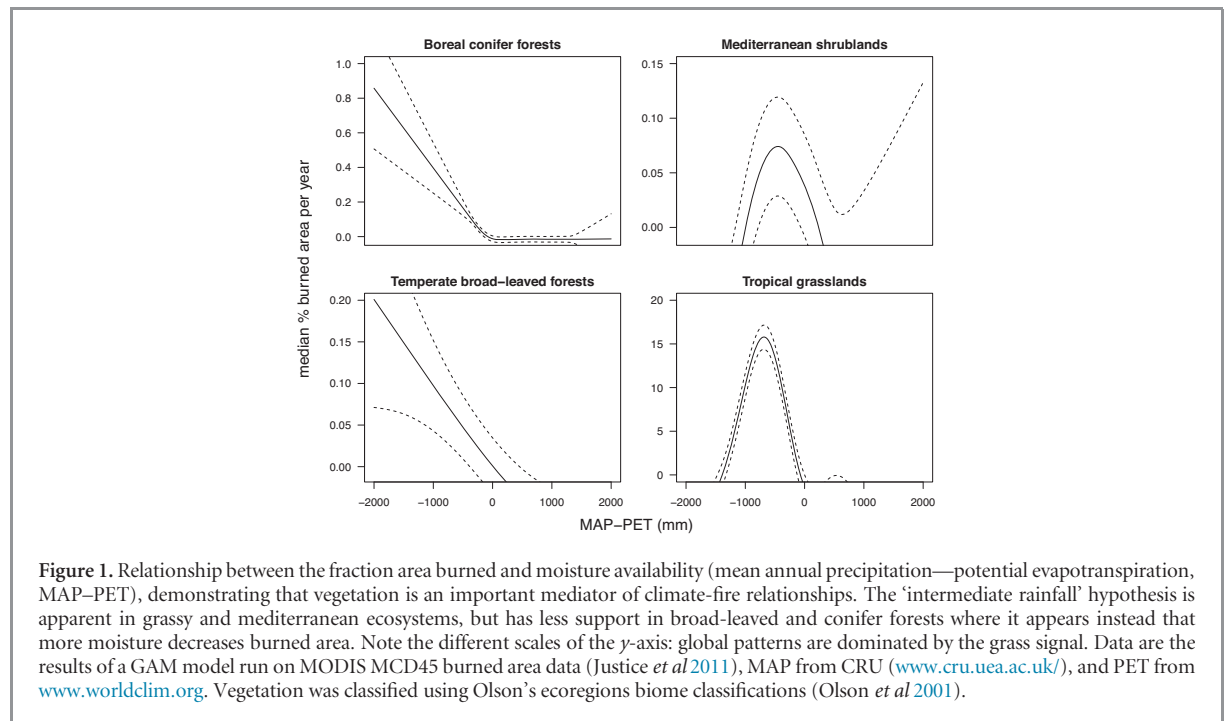 Boreal conifer forests
Mediterranean shrublands
1.0
0.8
0.6
0.4
0.2
0.0
0.15
0.10
0.05
0.00
median % burned area per year
Temperate broad−leaved forests
Tropical grasslands
0.20
0.15
0.10
0.05
0.00
20
15
10
5
0
−2000 −1000 0 1000 2000
−2000 −1000 0 1000 2000
MAP−PET (mm)
Figure 1. Relationship between the fraction area burned and moisture availability (mean annual precipitation—potential evapotranspiration,
MAP–PET), demonstrating that vegetation is an important mediator of climate-fire relationships. The ‘intermediate rainfall’ hypothesis is
apparent in grassy and mediterranean ecosystems, but has less support in broad-leaved and conifer forests where it appears instead that
more moisture decreases burned area. Note the different scales of the y-axis: global patterns are dominated by the grass signal. Data are the
results of a GAM model run on MODIS MCD45 burned area data (Justice et al 2011), MAP from CRU (www.cru.uea.ac.uk/), and PET from
www.worldclim.org. Vegetation was classified using Olson’s ecoregions biome classifications (Olson et al 2001).